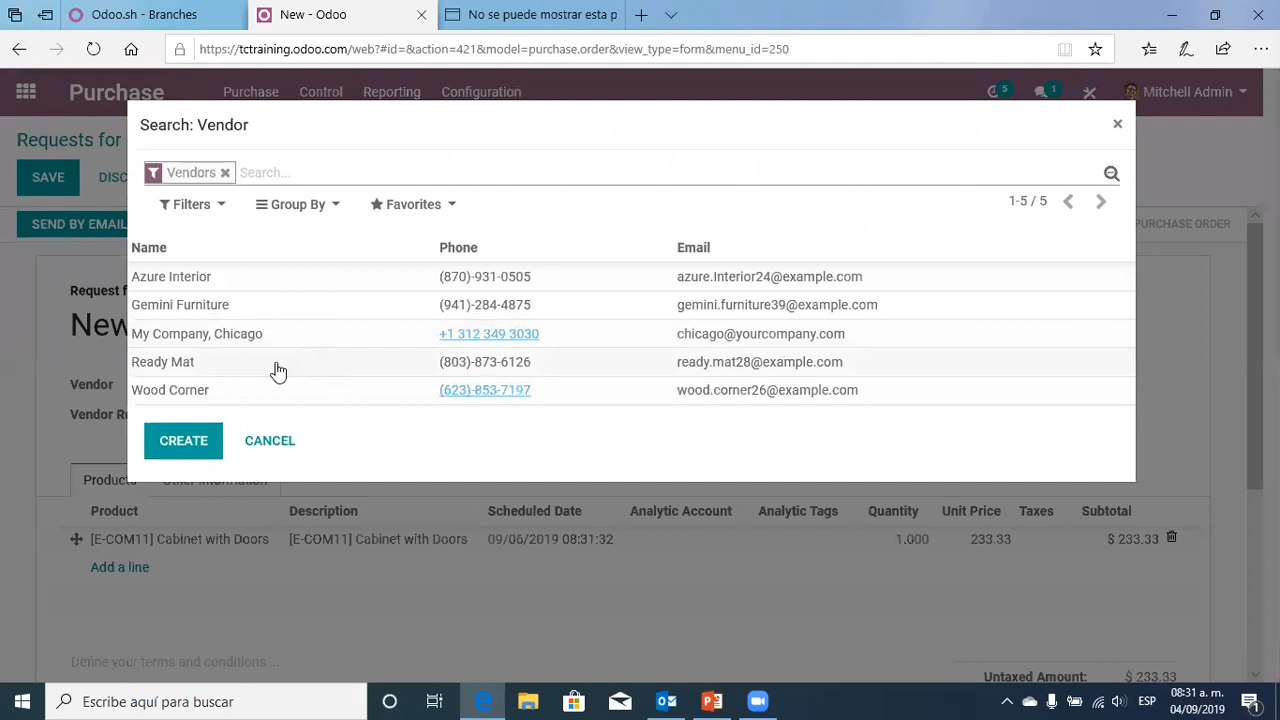 New - Odoo
No se puede mostrar esta p
https://tctraining.odoo.com/web?#id=&action=421&model=purchase.order&view_type=form&menu_id=250
Purchase Purchase Control Reporting Configuration 5 1 Mitchell Admin
Search: Vendor
Requests for
Vendors Search...
SAVE DISC
Filters Group By Favorites 1-5 / 5
SEND BY EMAIL PURCHASE ORDER
Name Phone Email
Azure Interior (870)-931-0505 azure.Interior24@example.com
Request f
Gemini Furniture (941)-284-4875 gemini.furniture39@example.com
New
My Company, Chicago +1 312 349 3030 chicago@yourcompany.com
Ready Mat (803)-873-6126 ready.mat28@example.com
Vendor
Wood Corner (623)-853-7197 wood.corner26@example.com
Vendor Re
CREATE CANCEL
Products Other Information
Product Description Scheduled Date Analytic Account Analytic Tags Quantity Unit Price Taxes Subtotal
[E-COM11] Cabinet with Doors [E-COM11] Cabinet with Doors 09/06/2019 08:31:32 1.000 233.33 $ 233.33
Add a line
Define your terms and conditions ...
Untaxed Amount: $ 233.33
Escribe aquí para buscar ESP 08:31 a. m.
04/09/2019 1